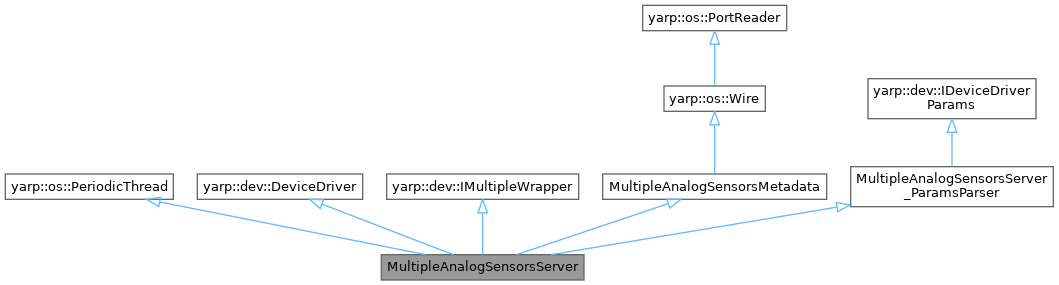 yarp::os::PortReader
yarp::os::Wire
yarp::dev::IDeviceDriver
Params
yarp::os::PeriodicThread
yarp::dev::DeviceDriver
yarp::dev::IMultipleWrapper
MultipleAnalogSensorsMetadata
MultipleAnalogSensorsServer
_ParamsParser
MultipleAnalogSensorsServer